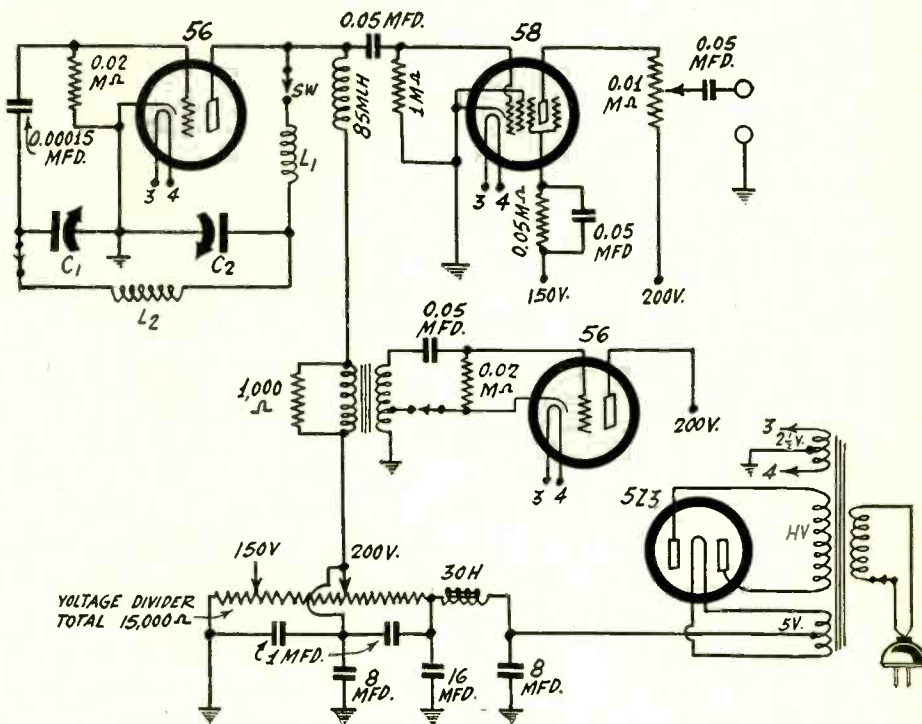 56
0.05 MFD.
58
0.02
MΩ
0.00015
MFD.
SW
L1
85MLH
1MΩ
0.01
MΩ
0.05
MFD.
3 4
3 4
C1
C2
L2
0.05MΩ
0.05
MFD
150V.
200V.
0.05
MFD.
56
1,000
Ω
0.02
MΩ
200V.
3 4
3
2½V.
4
5Z3
HV
5V.
150V
200V.
30H
VOLTAGE DIVIDER
TOTAL 15,000Ω
1 MFD.
8
MFD.
16
MFD.
8
MFD.